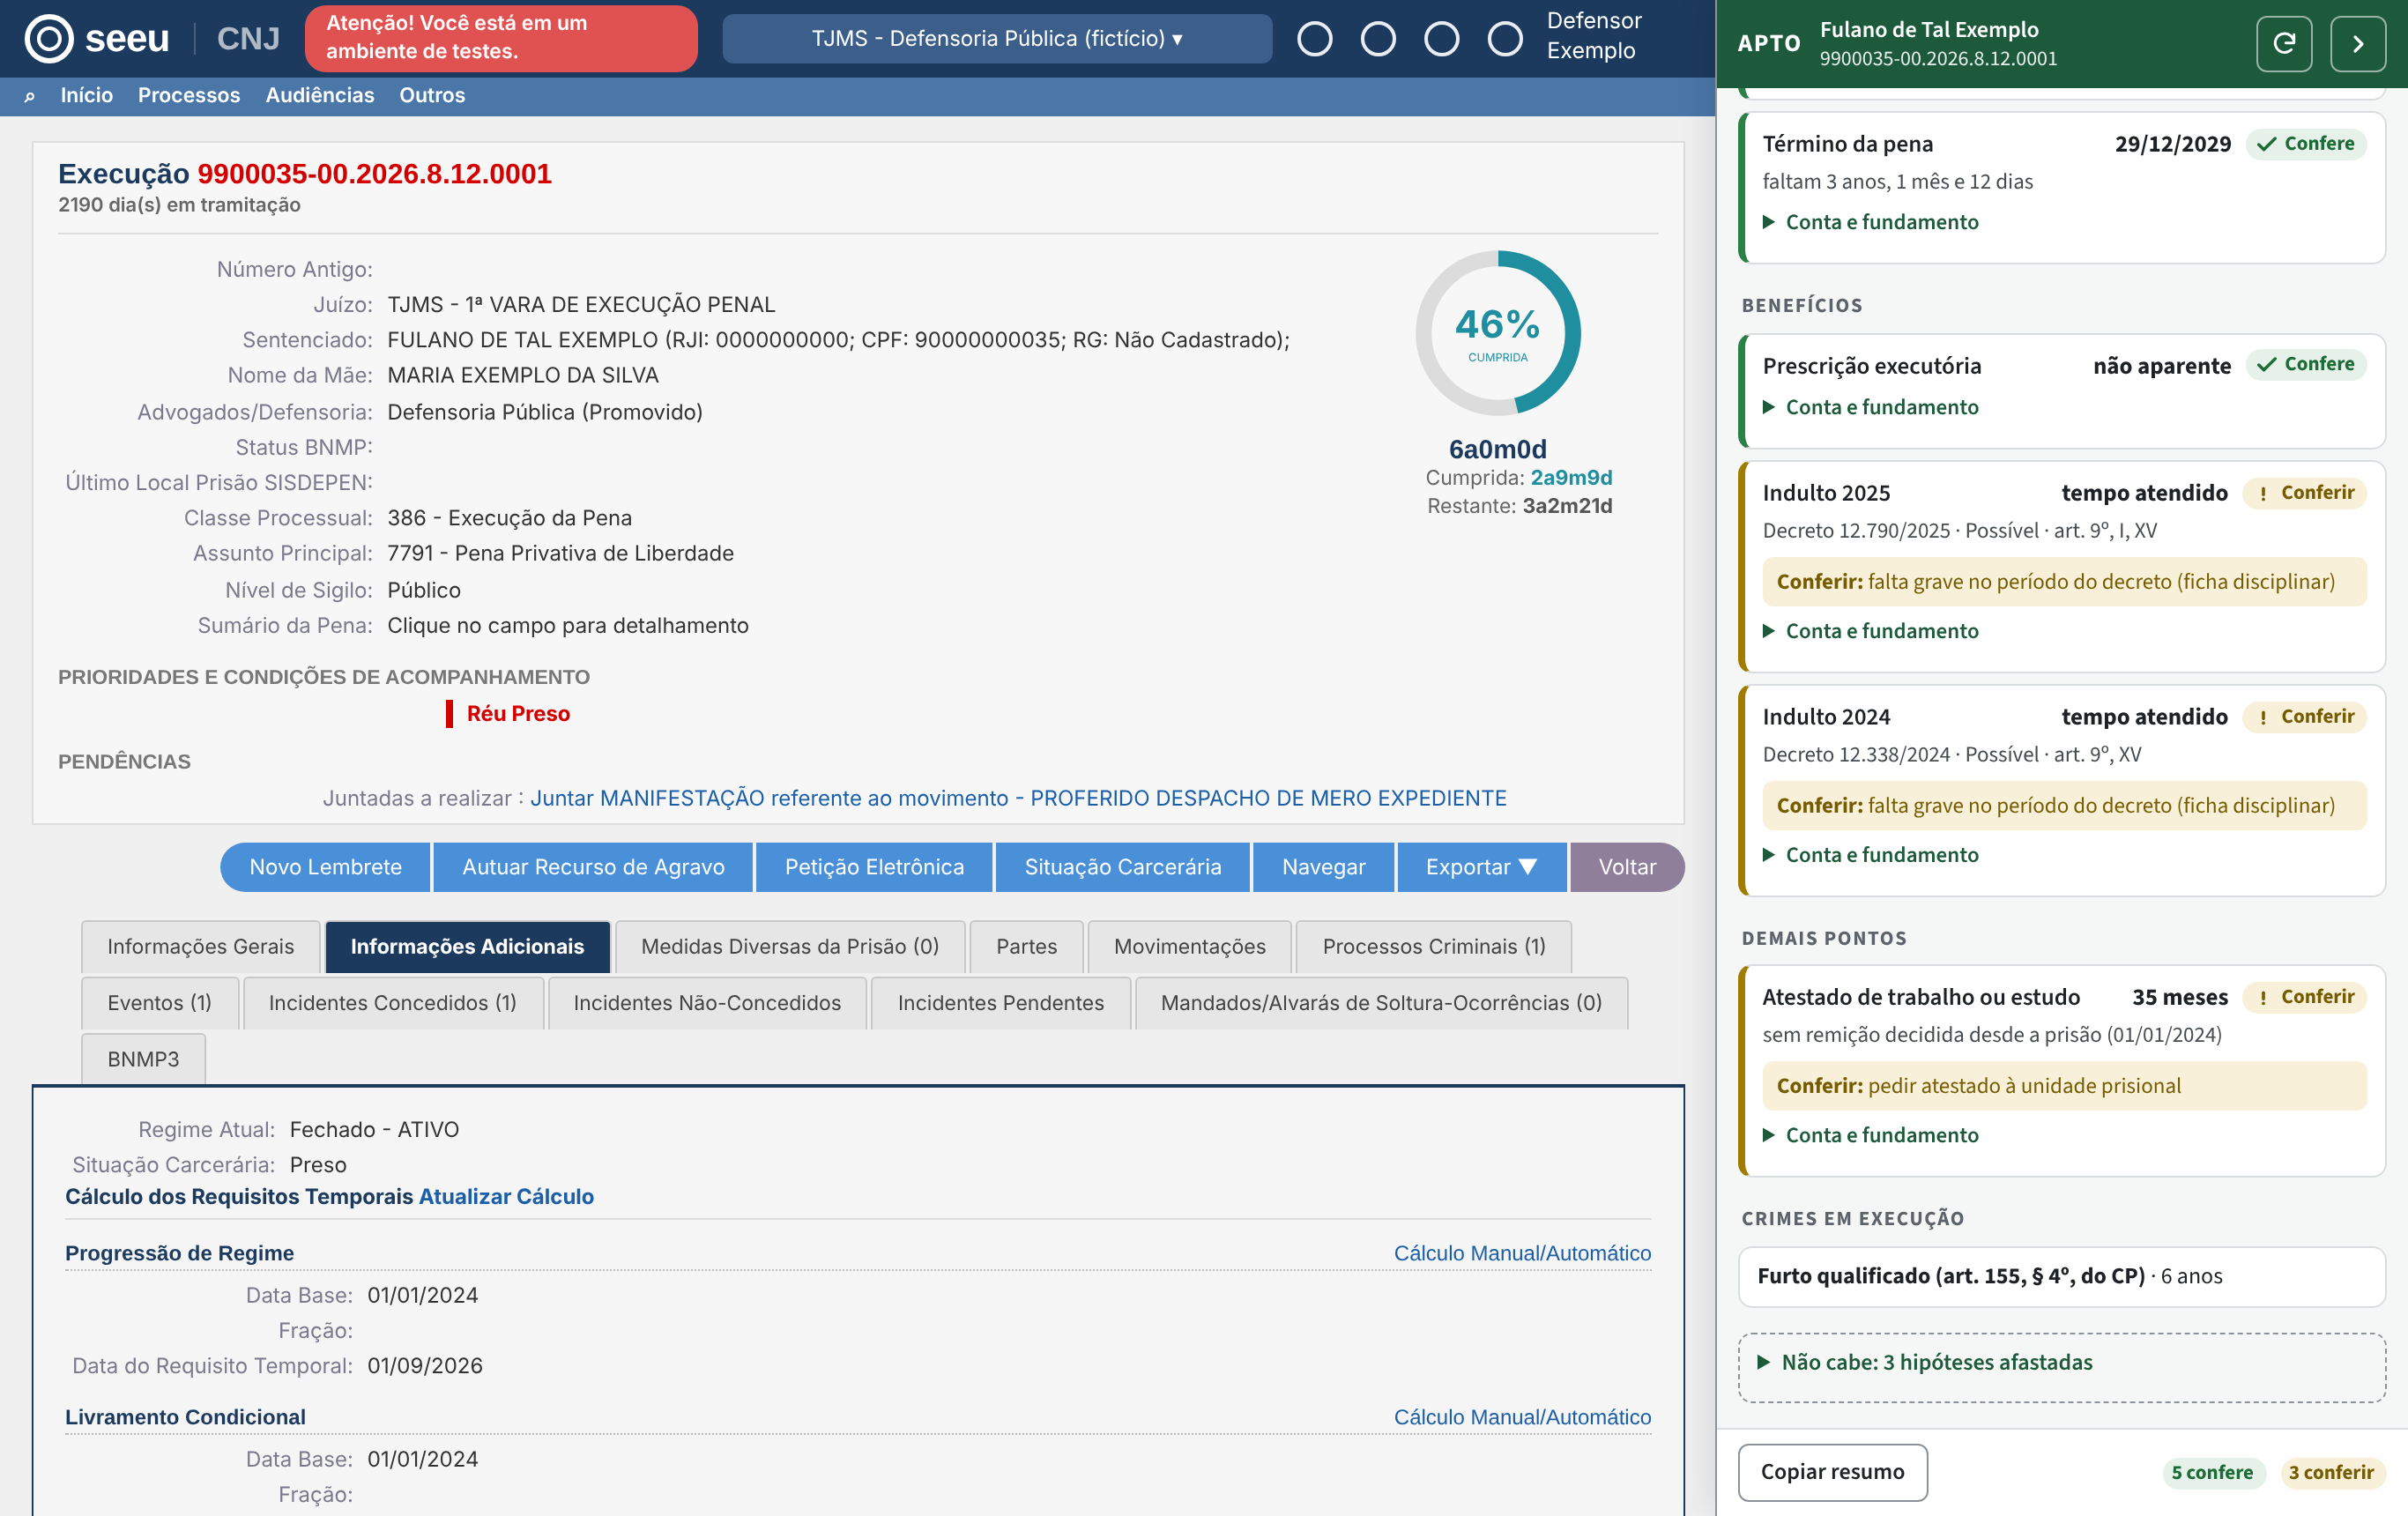 seeu CNJ
Atenção! Você está em um
ambiente de testes.
TJMS - Defensoria Pública (fictício) ▾
Defensor
Exemplo
Início Processos Audiências Outros
Execução 9900035-00.2026.8.12.0001
2190 dia(s) em tramitação
Número Antigo:
Juízo: TJMS - 1ª VARA DE EXECUÇÃO PENAL
Sentenciado: FULANO DE TAL EXEMPLO (RJI: 0000000000; CPF: 90000000035; RG: Não Cadastrado);
Nome da Mãe: MARIA EXEMPLO DA SILVA
Advogados/Defensoria: Defensoria Pública (Promovido)
Status BNMP:
Último Local Prisão SISDEPEN:
Classe Processual: 386 - Execução da Pena
Assunto Principal: 7791 - Pena Privativa de Liberdade
Nível de Sigilo: Público
Sumário da Pena: Clique no campo para detalhamento
46%
CUMPRIDA
6a0m0d
Cumprida: 2a9m9d
Restante: 3a2m21d
PRIORIDADES E CONDIÇÕES DE ACOMPANHAMENTO
Réu Preso
PENDÊNCIAS
Juntadas a realizar : Juntar MANIFESTAÇÃO referente ao movimento - PROFERIDO DESPACHO DE MERO EXPEDIENTE
Novo Lembrete Autuar Recurso de Agravo Petição Eletrônica Situação Carcerária Navegar Exportar ▼ Voltar
Informações Gerais Informações Adicionais Medidas Diversas da Prisão (0) Partes Movimentações Processos Criminais (1)
Eventos (1) Incidentes Concedidos (1) Incidentes Não-Concedidos Incidentes Pendentes Mandados/Alvarás de Soltura-Ocorrências (0)
BNMP3
Regime Atual: Fechado - ATIVO
Situação Carcerária: Preso
Cálculo dos Requisitos Temporais Atualizar Cálculo
Progressão de Regime Cálculo Manual/Automático
Data Base: 01/01/2024
Fração:
Data do Requisito Temporal: 01/09/2026
Livramento Condicional Cálculo Manual/Automático
Data Base: 01/01/2024
Fração:
APTO
Fulano de Tal Exemplo
9900035-00.2026.8.12.0001
Término da pena 29/12/2029 Confere
faltam 3 anos, 1 mês e 12 dias
Conta e fundamento
BENEFÍCIOS
Prescrição executória não aparente Confere
Conta e fundamento
Indulto 2025 tempo atendido ! Conferir
Decreto 12.790/2025 · Possível · art. 9º, I, XV
Conferir: falta grave no período do decreto (ficha disciplinar)
Conta e fundamento
Indulto 2024 tempo atendido ! Conferir
Decreto 12.338/2024 · Possível · art. 9º, XV
Conferir: falta grave no período do decreto (ficha disciplinar)
Conta e fundamento
DEMAIS PONTOS
Atestado de trabalho ou estudo 35 meses ! Conferir
sem remição decidida desde a prisão (01/01/2024)
Conferir: pedir atestado à unidade prisional
Conta e fundamento
CRIMES EM EXECUÇÃO
Furto qualificado (art. 155, § 4º, do CP) · 6 anos
Não cabe: 3 hipóteses afastadas
Copiar resumo 5 confere 3 conferir